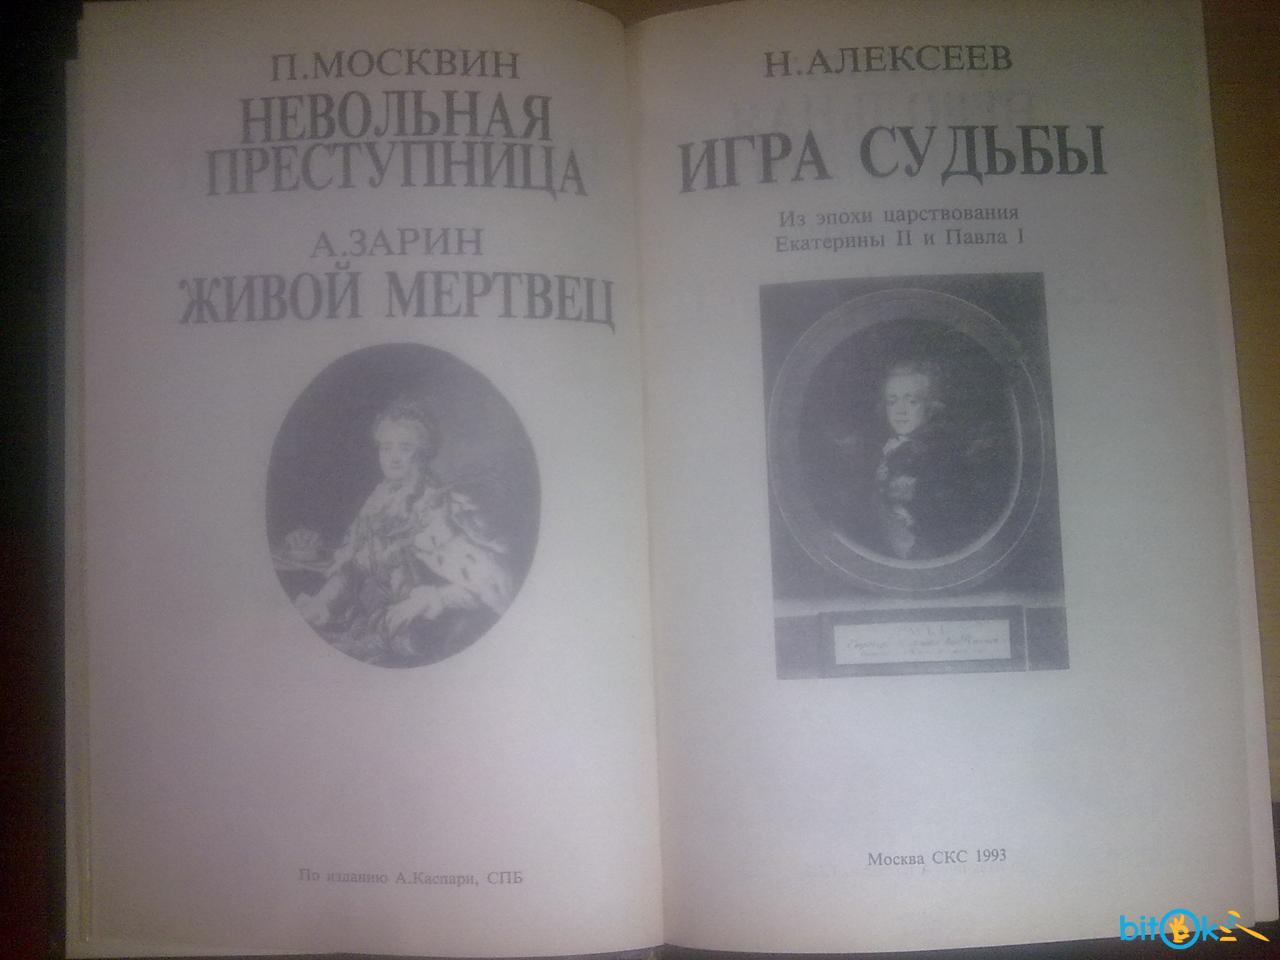 П.МОСКВИН
НЕВОЛЬНАЯ
ПРЕСТУПНИЦА
А.ЗАРИН
ЖИВОЙ МЕРТВЕЦ
По изданию А.Каспари, СПБ
Н.АЛЕКСЕЕВ
ИГРА СУДЬБЫ
Из эпохи царствования
Екатерины II и Павла I
Москва СКС 1993
bitok